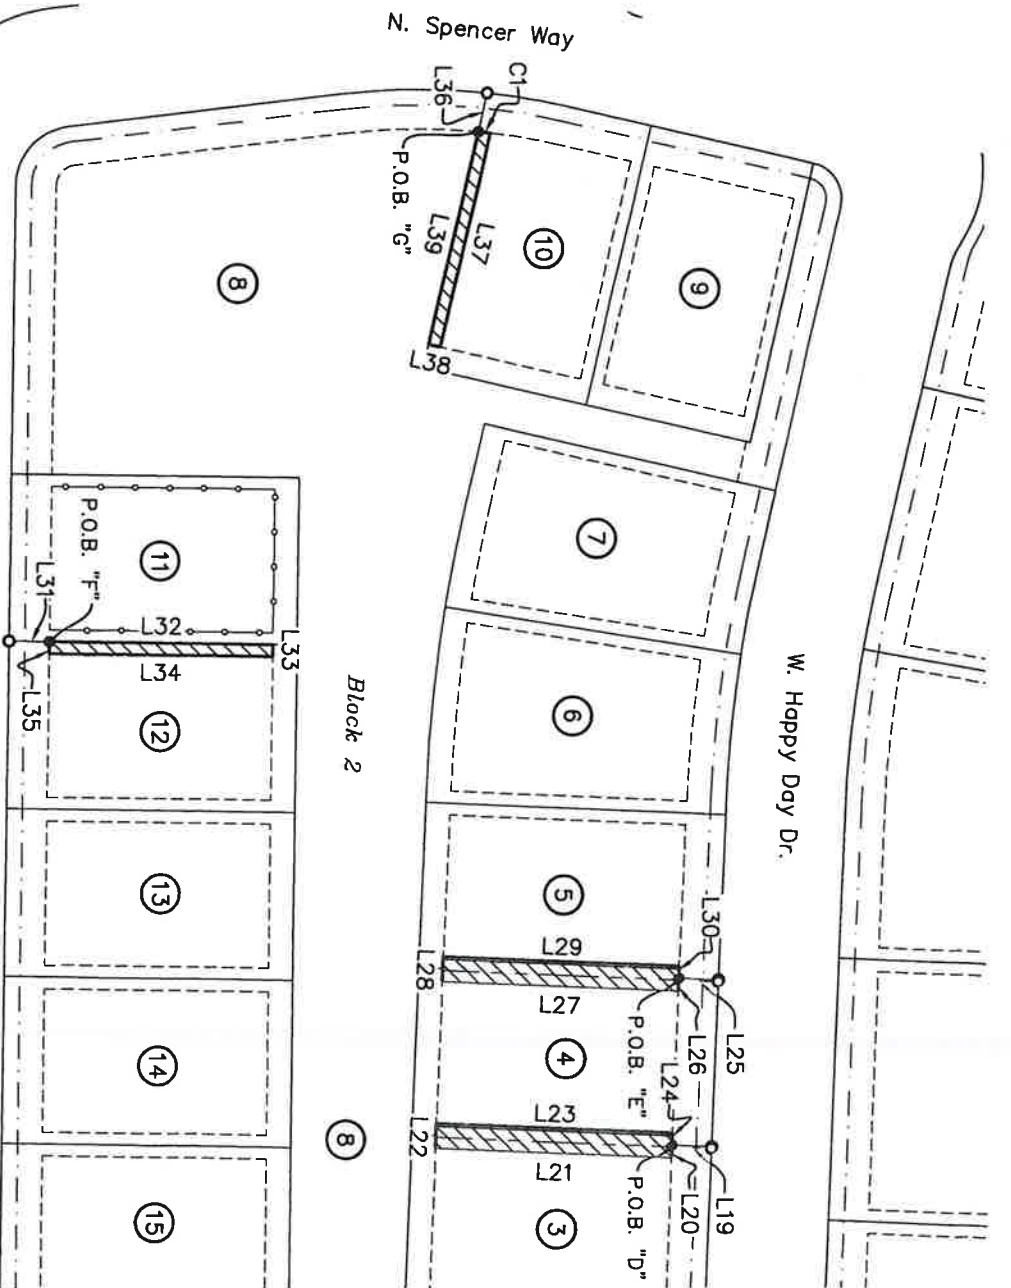 N. Spencer Way
C1
L36
P.O.B. "G"
L37
L39
L38
10
9
8
7
P.O.B. "F"
11
L31
L32
L33
L34
L35
12
Block 2
6
W. Happy Day Dr.
13
5
L30
L29
L28
L27
L25
L26
P.O.B. "E"
14
4
L24
L23
L22
L21
L19
L20
P.O.B. "D"
8
15
3